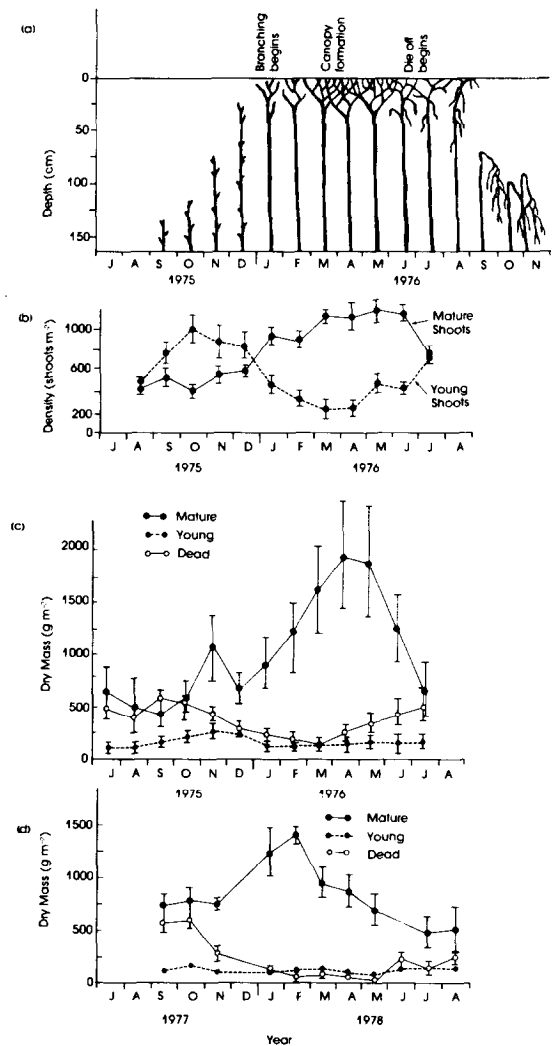 (a)
Branching begins
Canopy formation
Die off begins
Depth (cm)
0
50
100
150
J A S O N D J F M A M J J A S O N
1975 1976
Density (shoots m⁻²)
1000
600
200
0
Mature
Shoots
Young
Shoots
J A S O N D J F M A M J J A S
1975 1976
(c)
Mature
Young
Dead
Dry Mass (g m⁻²)
2000
1500
1000
500
0
J A S O N D J F M A M J J A
1975 1976
Mature
Young
Dead
Dry Mass (g m⁻²)
1500
1000
500
0
J A S O N D J F M A M J J A
1977 1978
Year